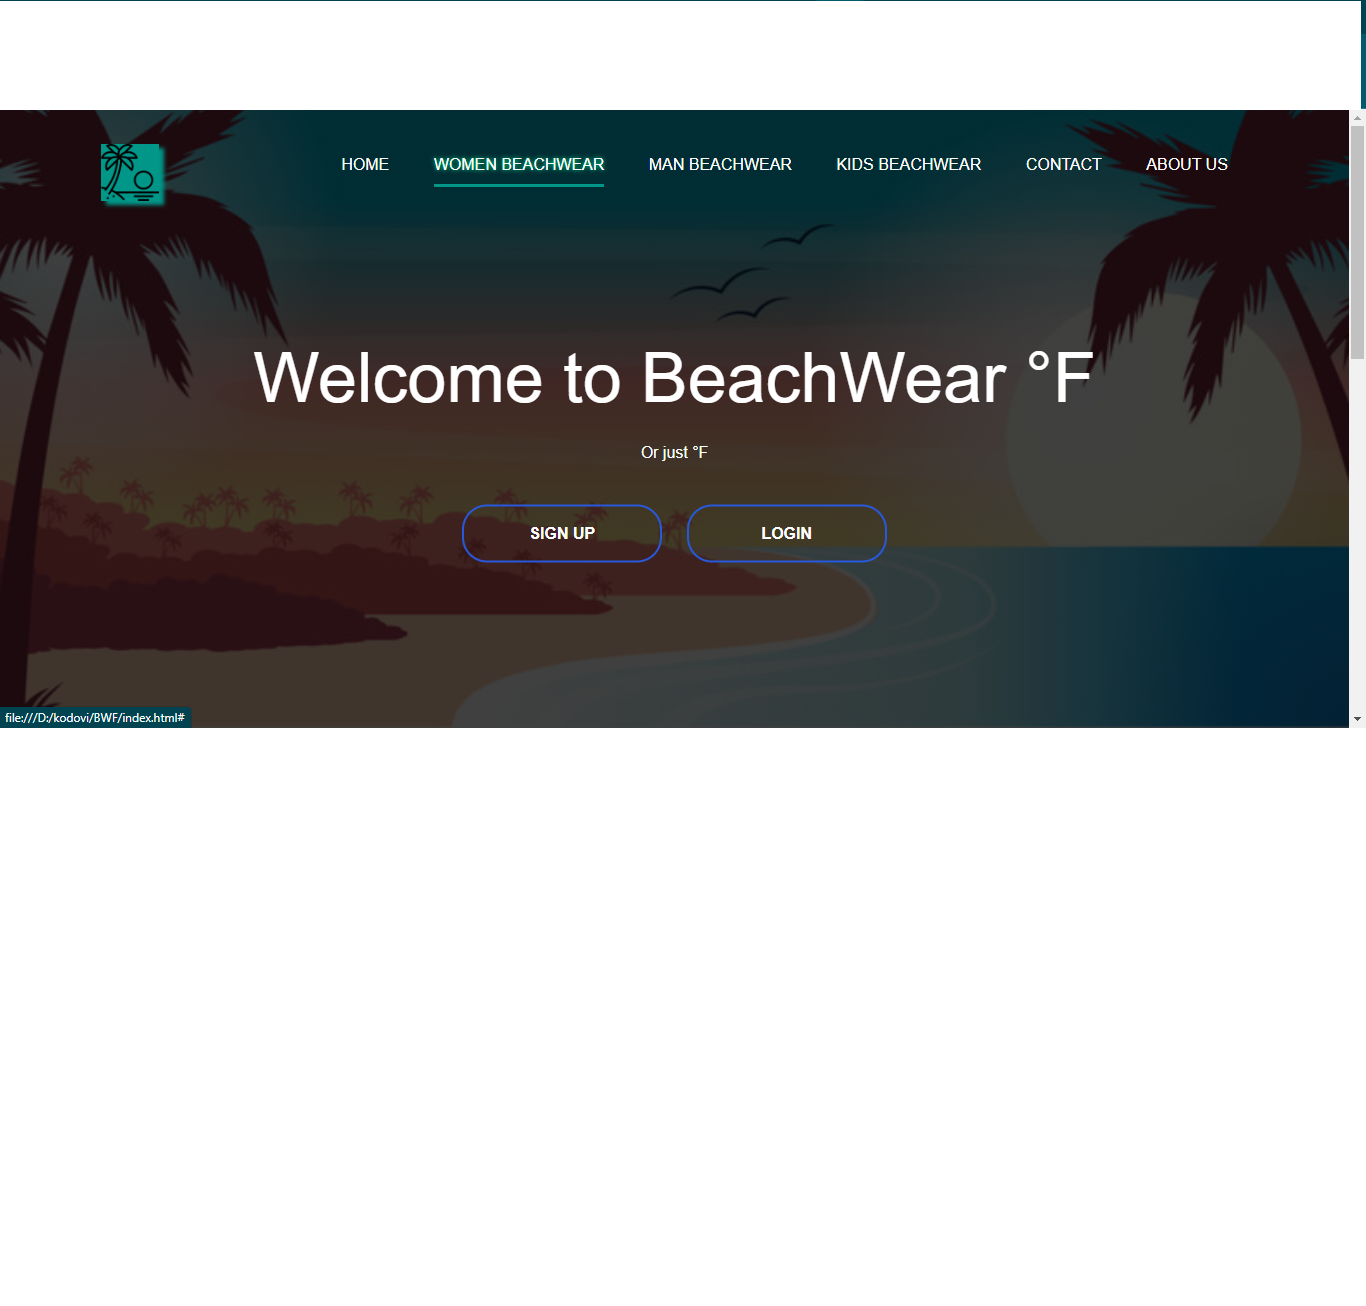 HOME WOMEN BEACHWEAR MAN BEACHWEAR KIDS BEACHWEAR CONTACT ABOUT US
Welcome to BeachWear °F
Or just °F
SIGN UP LOGIN
file:///D:/kodovi/BWF/index.html#